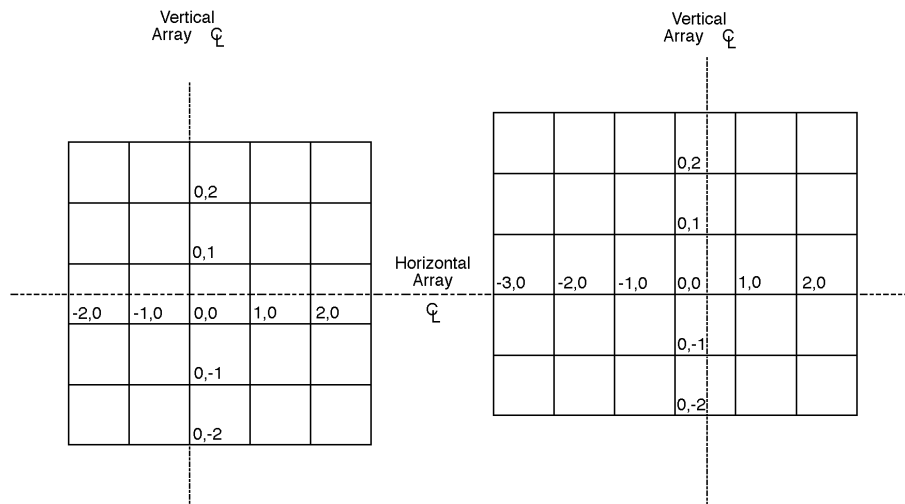 Vertical
Array ℄
Vertical
Array ℄
0,2
0,1
-2,0 -1,0 0,0 1,0 2,0
0,-1
0,-2
Horizontal
Array
℄
0,2
0,1
-3,0 -2,0 -1,0 0,0 1,0 2,0
0,-1
0,-2